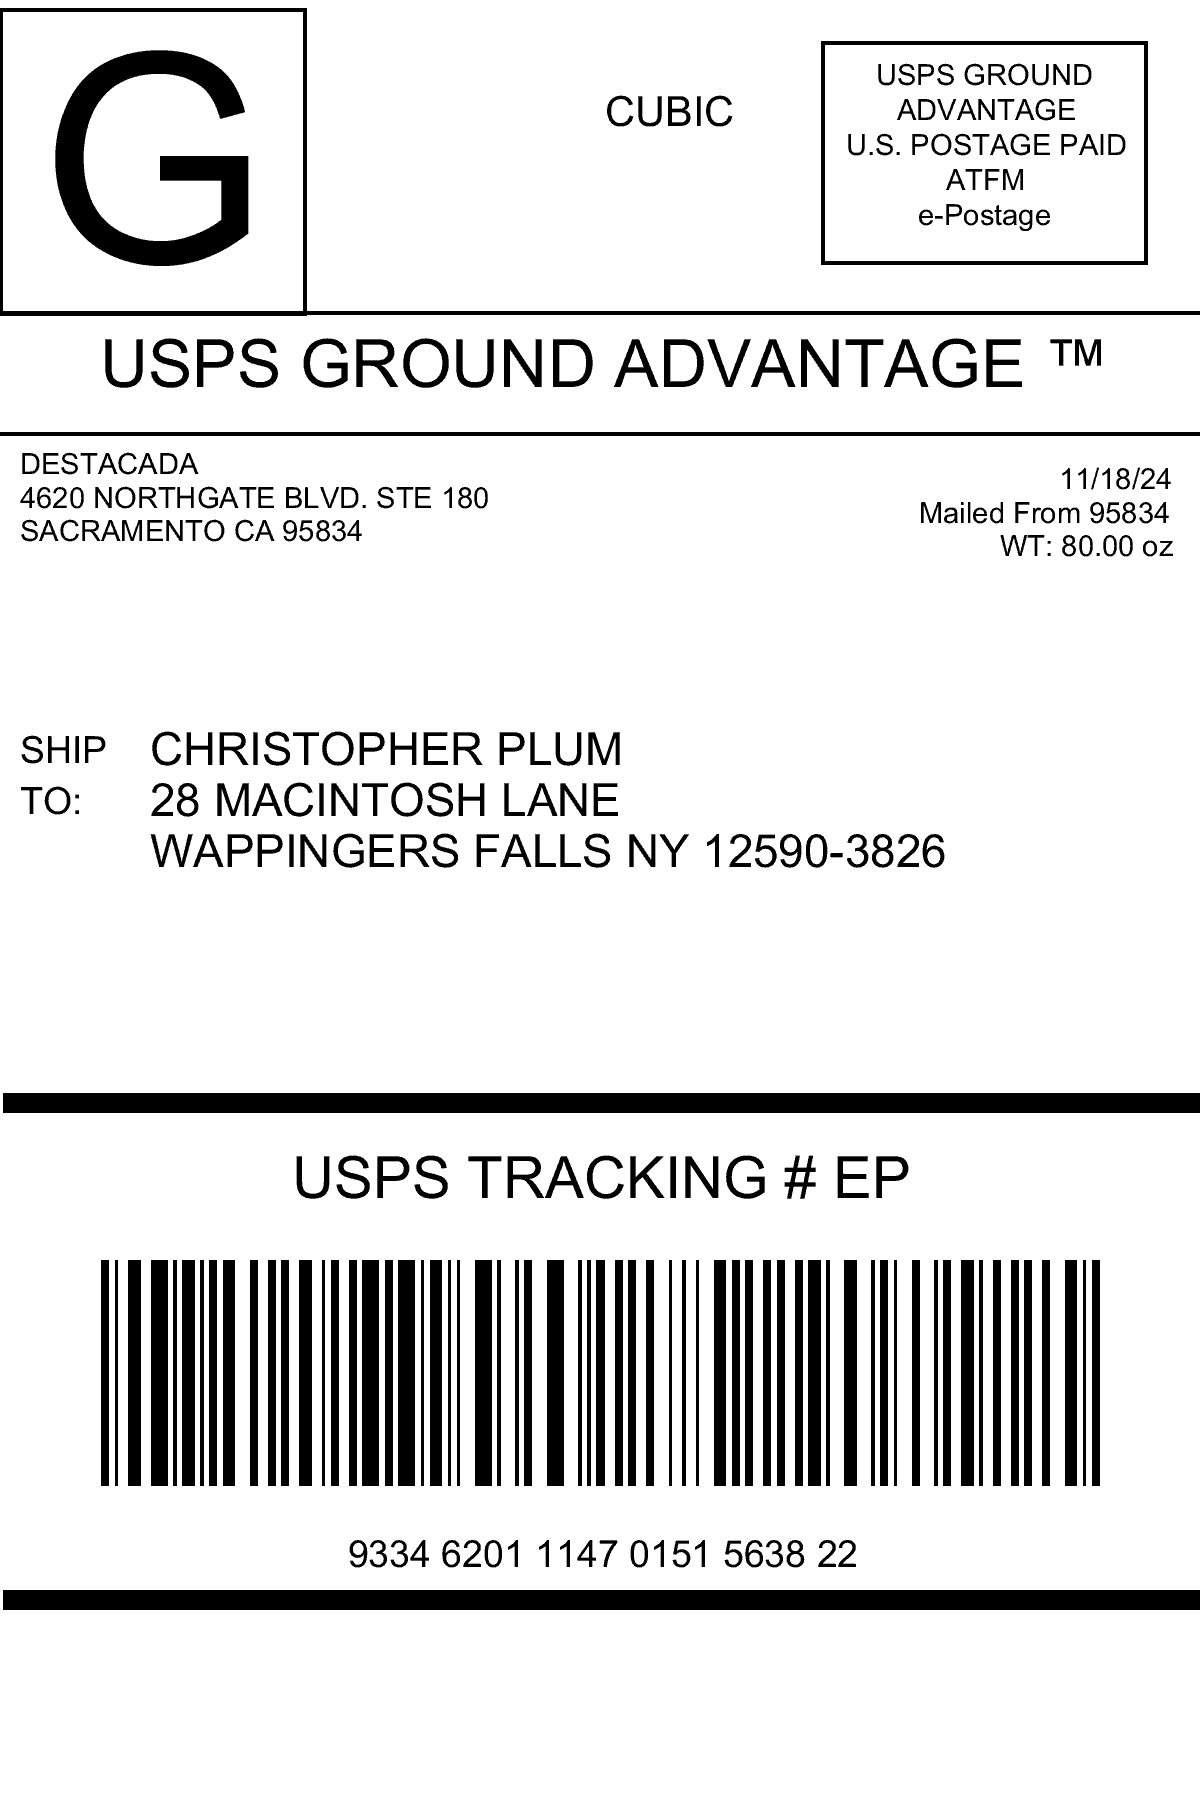 G
CUBIC
USPS GROUND
ADVANTAGE
U.S. POSTAGE PAID
ATFM
e-Postage
USPS GROUND ADVANTAGE ™
DESTACADA
4620 NORTHGATE BLVD. STE 180
SACRAMENTO CA 95834
11/18/24
Mailed From 95834
WT: 80.00 oz
SHIP TO:
CHRISTOPHER PLUM
28 MACINTOSH LANE
WAPPINGERS FALLS NY 12590-3826
USPS TRACKING # EP
9334 6201 1147 0151 5638 22